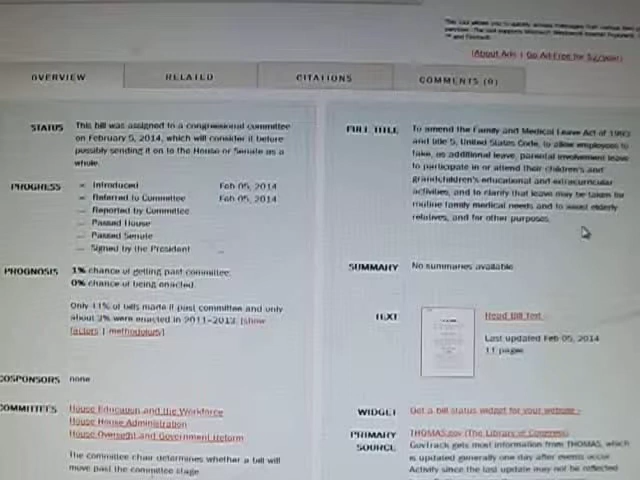 This tool allows you to quickly access
(About Ads | Go Ad-Free for $2/year)
OVERVIEW
RELATED
CITATIONS
COMMENTS (0)
STATUS
This bill was assigned to a congressional committee
on February 5, 2014, which will consider it before
possibly sending it on to the House or Senate as a
whole.
PROGRESS
Introduced Feb 05, 2014
Referred to Committee Feb 05, 2014
Reported by Committee
Passed House
Passed Senate
Signed by the President
PROGNOSIS
1% chance of getting past committee.
0% chance of being enacted.
Only 11% of bills made it past committee and only
about 3% were enacted in 2011–2013. [show
factors | methodology]
COSPONSORS
none
COMMITTEES
House Education and the Workforce
House House Administration
House Oversight and Government Reform
The committee chair determines whether a bill will
move past the committee stage.
FULL TITLE
To amend the Family and Medical Leave Act of 1993
and title 5, United States Code, to allow employees to
take, as additional leave, parental involvement leave
to participate in or attend their children's and
grandchildren's educational and extracurricular
activities, and to clarify that leave may be taken for
routine family medical needs and to assist elderly
relatives, and for other purposes.
SUMMARY
No summaries available.
TEXT
Read Bill Text
Last updated Feb 05, 2014
11 pages
WIDGET
Get a bill status widget for your website
PRIMARY
SOURCE
THOMAS.gov (The Library of Congress)
GovTrack gets most information from THOMAS, which
is updated generally one day after events occur.
Activity since the last update may not be reflected